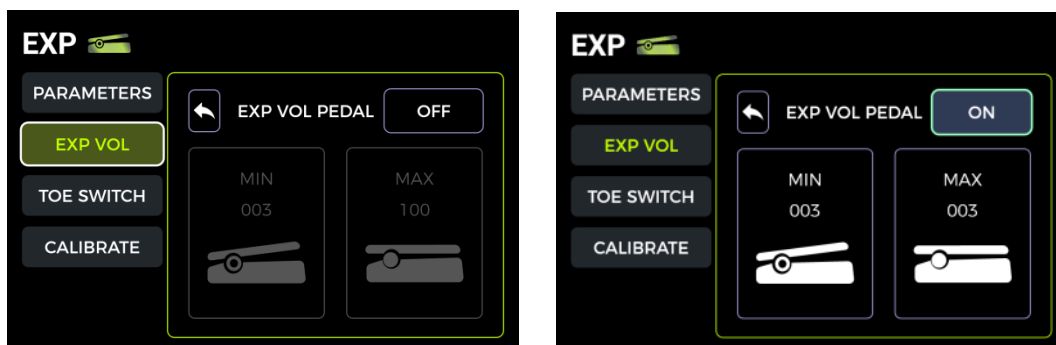 EXP
PARAMETERS
EXP VOL
TOE SWITCH
CALIBRATE
EXP VOL PEDAL OFF
MIN MAX
003 100
EXP
PARAMETERS
EXP VOL
TOE SWITCH
CALIBRATE
EXP VOL PEDAL ON
MIN MAX
003 003